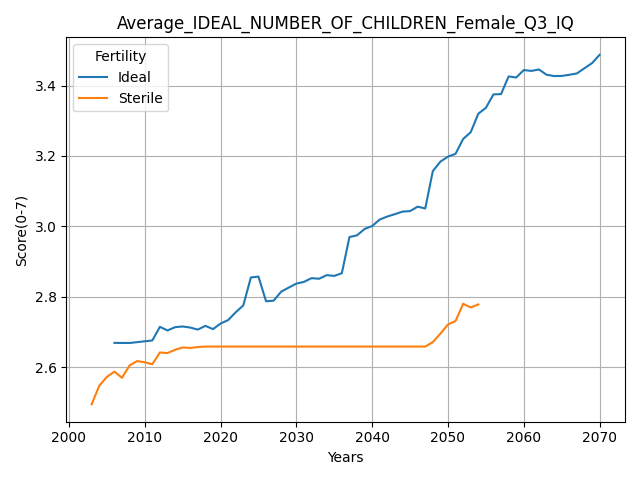 Average_IDEAL_NUMBER_OF_CHILDREN_Female_Q3_IQ
Fertility
Ideal
Sterile
Score(0-7)
3.4
3.2
3.0
2.8
2.6
2000 2010 2020 2030 2040 2050 2060 2070
Years